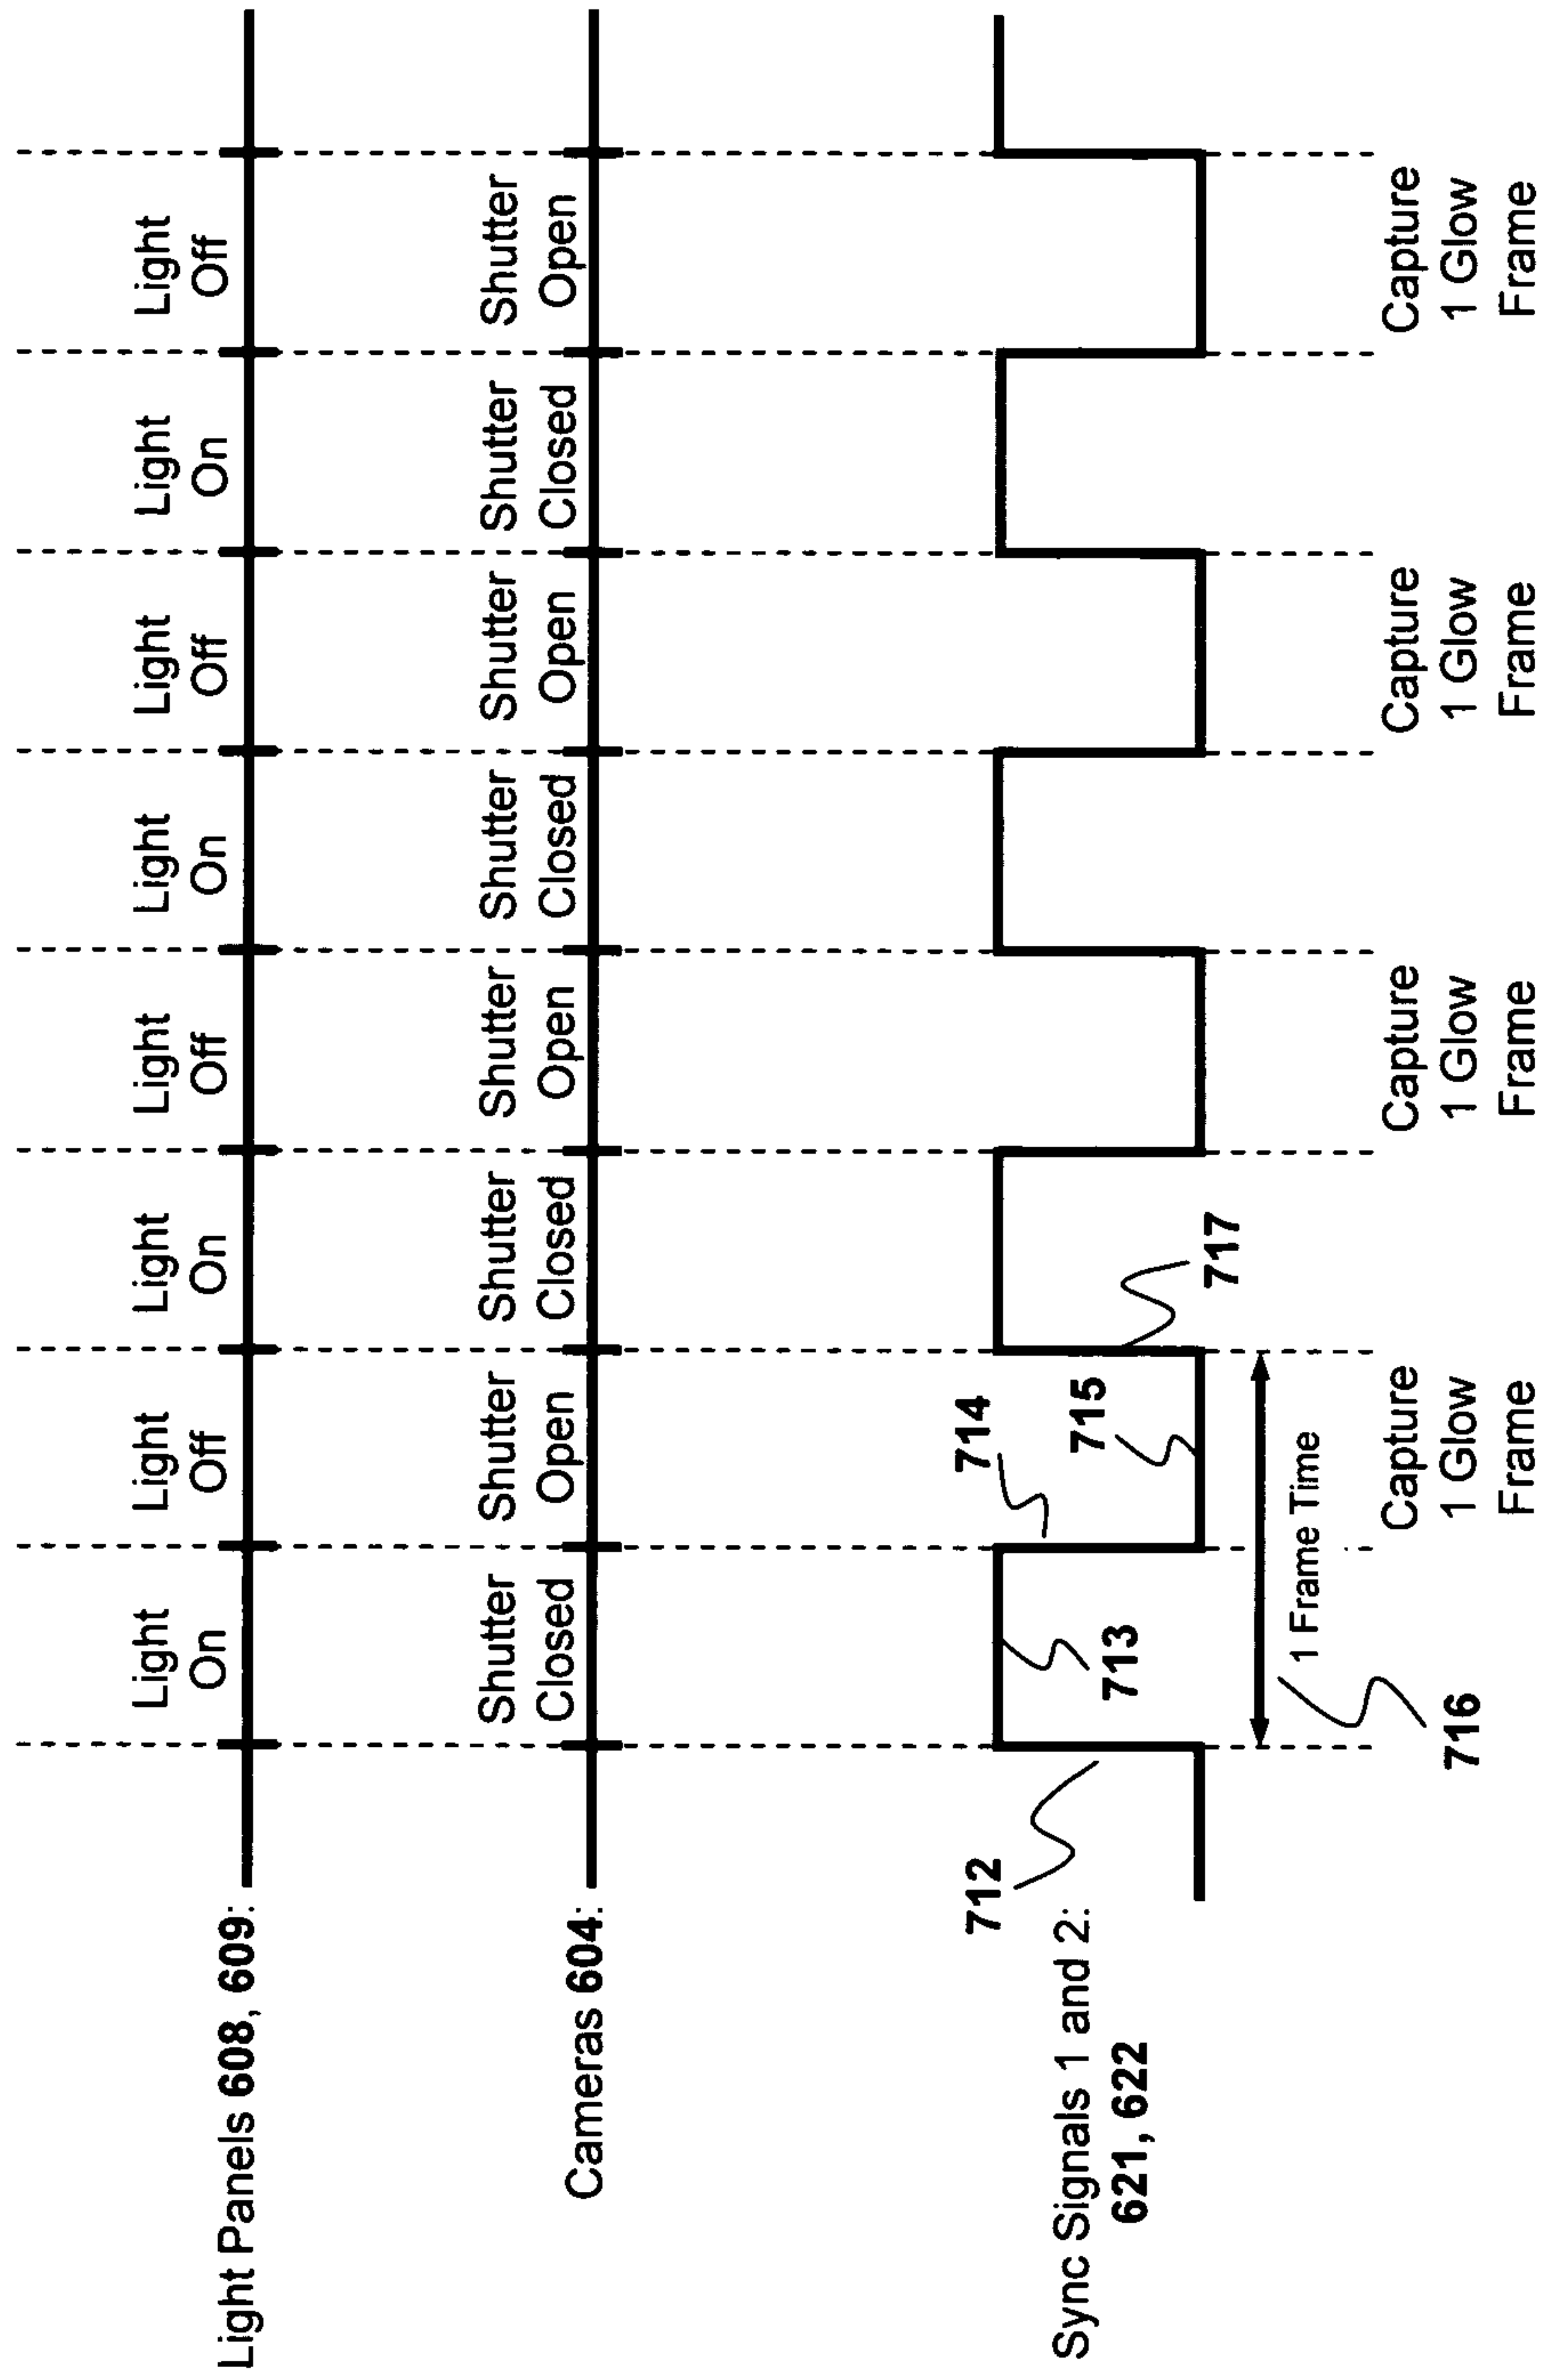 Light Panels 608, 609:
Light
On
Light
Off
Light
On
Light
Off
Light
On
Light
Off
Light
On
Light
Off
Cameras 604:
Shutter
Closed
Shutter
Open
Shutter
Closed
Shutter
Open
Shutter
Closed
Shutter
Open
Shutter
Closed
Shutter
Open
Sync Signals 1 and 2:
621, 622
712
713
714
715
717
1 Frame Time
716
Capture
1 Glow
Frame
Capture
1 Glow
Frame
Capture
1 Glow
Frame
Capture
1 Glow
Frame